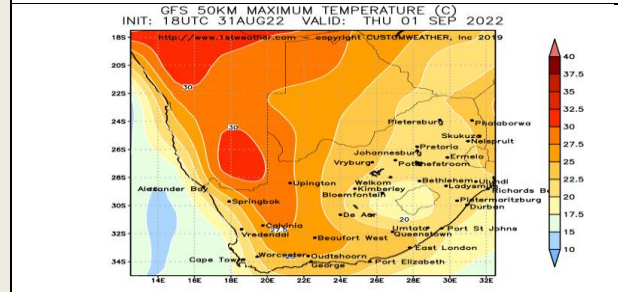 GFS 50KM MAXIMUM TEMPERATURE (C)
INIT: 18UTC 31AUG22 VALID: THU 01 SEP 2022
http://www.1stweather.com - copyright CUSTOMWEATHER, Inc 2019
18S
20S
22S
24S
26S
28S
30S
32S
34S
30
30
27.5
20
Pietersburg
Phalaborwa
Skukuza
Nelspruit
Pretoria
Johannesburg
Ermelo
Vryburg
Potchefstroom
Alexander Bay
Upington
Welkom
Bethlehem
Ulundi
Kimberley
Ladysmith
Richards Ba
Bloemfontein
Springbok
Pietermaritzburg
Durban
De Aar
Calvinia
Vredendal
Umtata
Port St Johns
Queenstown
Beaufort West
East London
Worcester
Oudtshoorn
Cape Town
George
Port Elizabeth
14E 16E 18E 20E 22E 24E 26E 28E 30E 32E
40
37.5
35
32.5
30
27.5
25
22.5
20
17.5
15
10